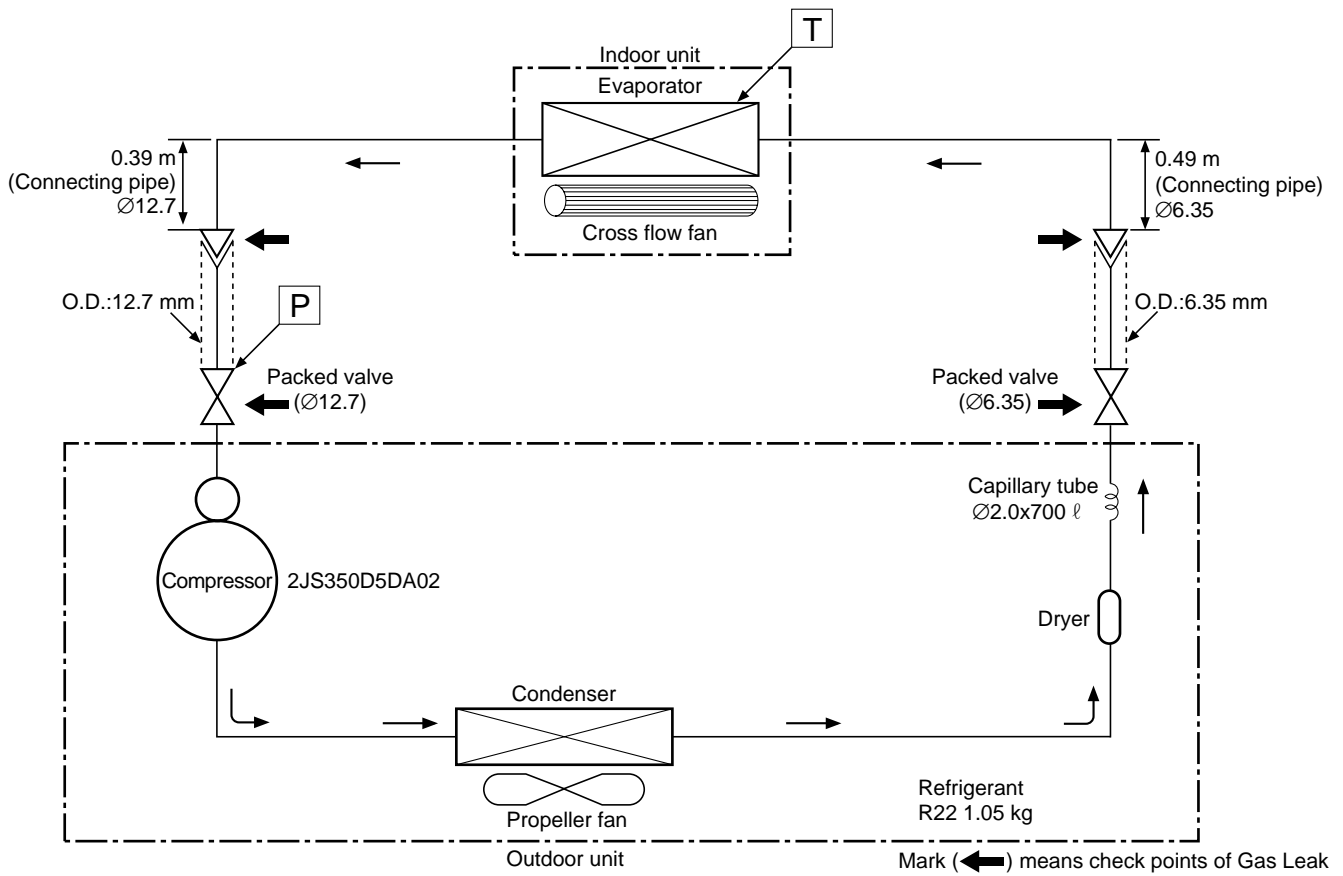 T
Indoor unit
Evaporator
0.39 m
(Connecting pipe)
Ø12.7
0.49 m
(Connecting pipe)
Ø6.35
Cross flow fan
O.D.:12.7 mm
P
O.D.:6.35 mm
Packed valve
(Ø12.7)
Packed valve
(Ø6.35)
Capillary tube
Ø2.0x700 ℓ
Compressor
2JS350D5DA02
Dryer
Condenser
Propeller fan
Refrigerant
R22 1.05 kg
Outdoor unit
Mark ( ) means check points of Gas Leak